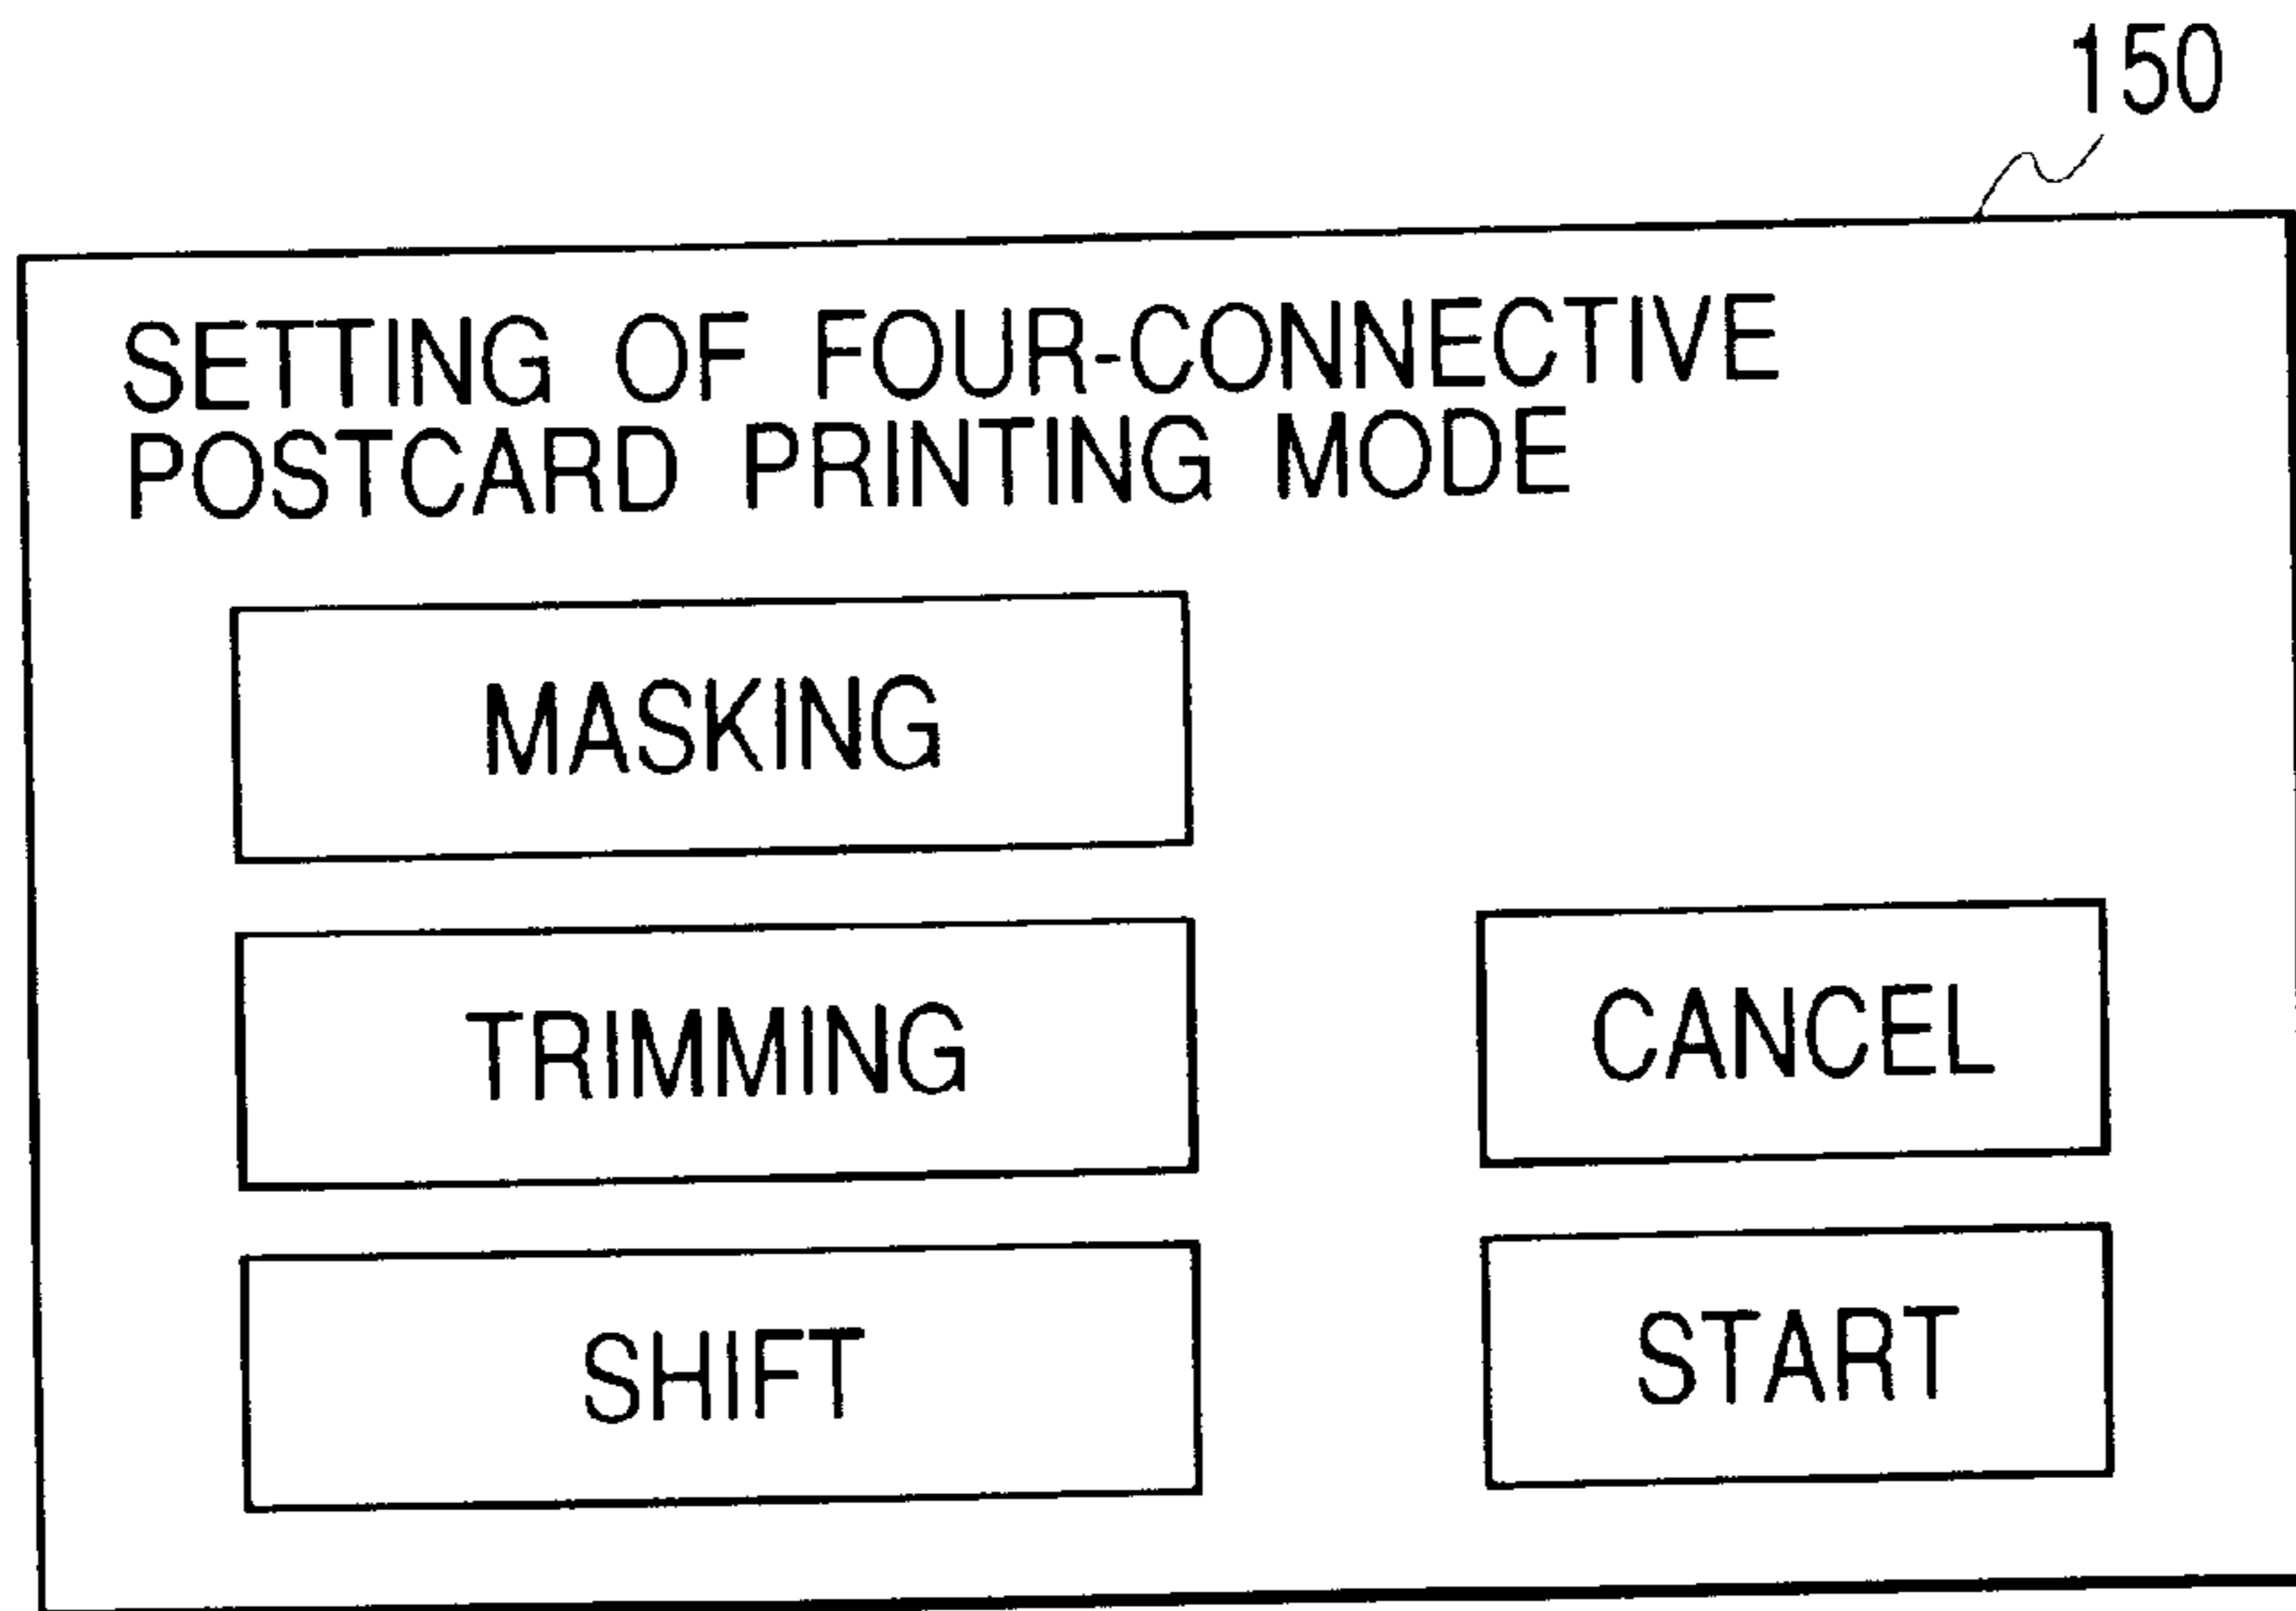 150
SETTING OF FOUR-CONNECTIVE
POSTCARD PRINTING MODE
MASKING
TRIMMING
CANCEL
SHIFT
START